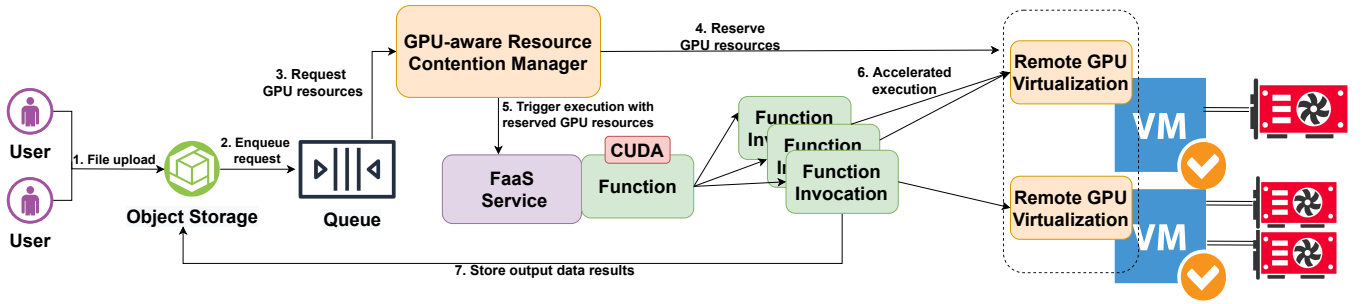 User
User
1. File upload
Object Storage
2. Enqueue
request
Queue
3. Request
GPU resources
GPU-aware Resource
Contention Manager
4. Reserve
GPU resources
5. Trigger execution with
reserved GPU resources
FaaS
Service
CUDA
Function
Function
Inv
Function
In
Function
Invocation
6. Accelerated
execution
Remote GPU
Virtualization
VM
Remote GPU
Virtualization
VM
7. Store output data results